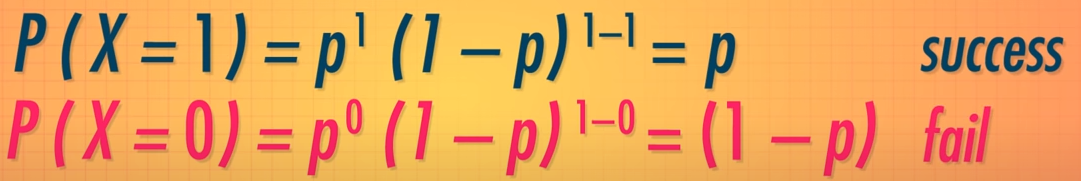 P(X = 1) = p¹ (1 – p)¹⁻¹ = p success
P(X = 0) = p⁰ (1 – p)¹⁻⁰ = (1 – p) fail